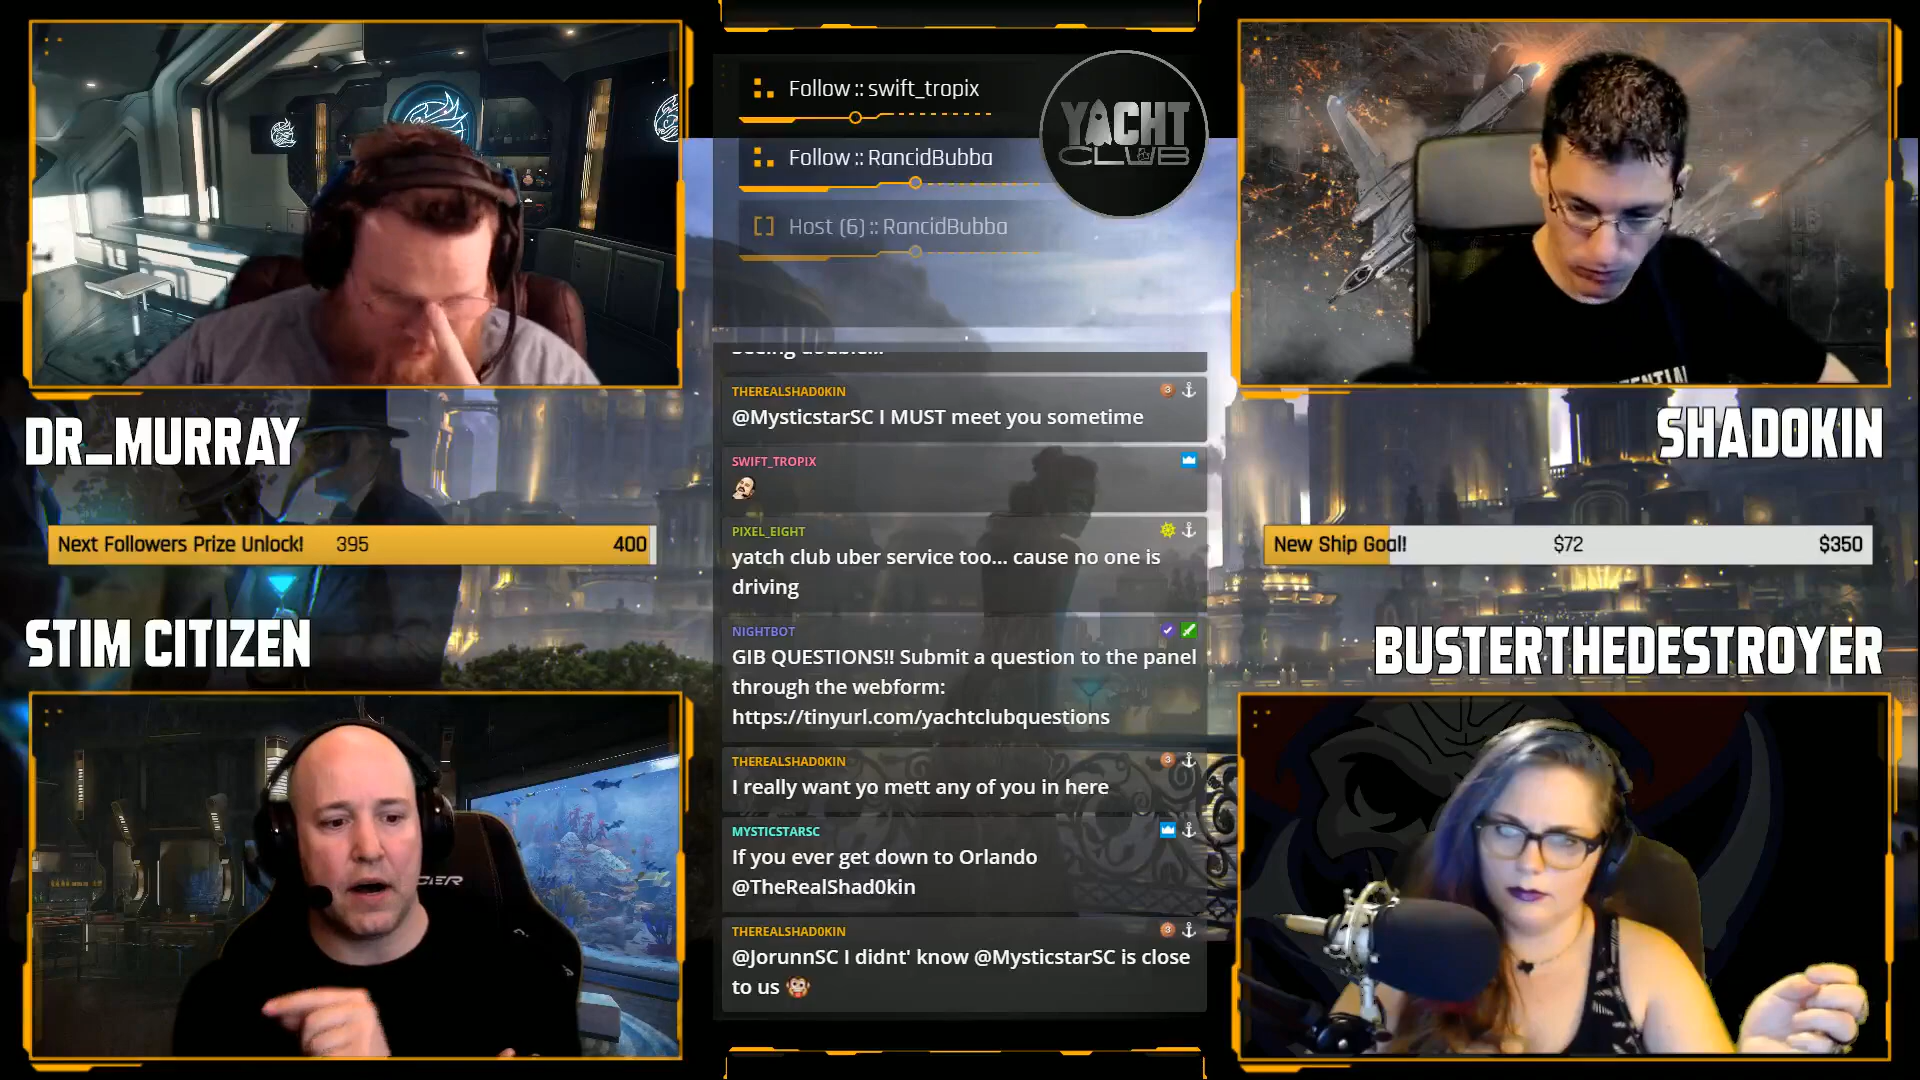 Follow :: swift_tropix
Follow :: RancidBubba
Host (6) :: RancidBubba
YACHT
CLUB
DR_MURRAY
SHADOKIN
Next Followers Prize Unlock! 395 400
New Ship Goal! $72 $350
STIM CITIZEN
BUSTERTHEDESTROYER
THEREALSHAD0KIN
@MysticstarSC I MUST meet you sometime
SWIFT_TROPIX
PIXEL_EIGHT
yatch club uber service too... cause no one is
driving
NIGHTBOT
GIB QUESTIONS!! Submit a question to the panel
through the webform:
https://tinyurl.com/yachtclubquestions
THEREALSHAD0KIN
I really want yo mett any of you in here
MYSTICSTARSC
If you ever get down to Orlando
@TheRealShad0kin
THEREALSHAD0KIN
@JorunnSC I didnt' know @MysticstarSC is close
to us